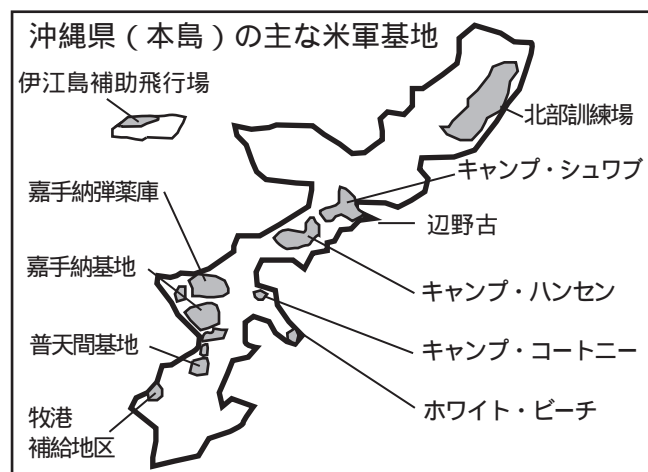 沖縄県（本島）の主な米軍基地
伊江島補助飛行場
北部訓練場
キャンプ・シュワブ
嘉手納弾薬庫
辺野古
嘉手納基地
キャンプ・ハンセン
普天間基地
キャンプ・コートニー
牧港
補給地区
ホワイト・ビーチ